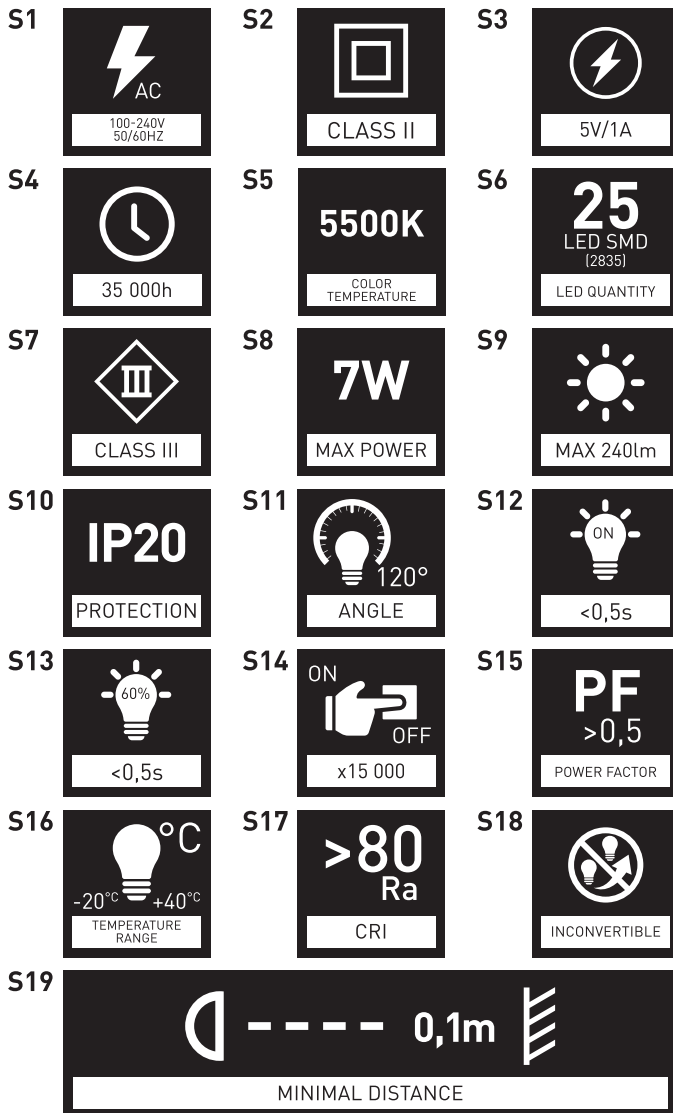 S1
AC
100-240V
50/60HZ
S2
CLASS II
S3
5V/1A
S4
35 000h
S5
5500K
COLOR
TEMPERATURE
S6
25
LED SMD
(2835)
LED QUANTITY
S7
III
CLASS III
S8
7W
MAX POWER
S9
MAX 240lm
S10
IP20
PROTECTION
S11
120°
ANGLE
S12
ON
<0,5s
S13
60%
<0,5s
S14
ON
OFF
x15 000
S15
PF
>0,5
POWER FACTOR
S16
°C
-20°C +40°C
TEMPERATURE
RANGE
S17
>80
Ra
CRI
S18
INCONVERTIBLE
S19
0,1m
MINIMAL DISTANCE